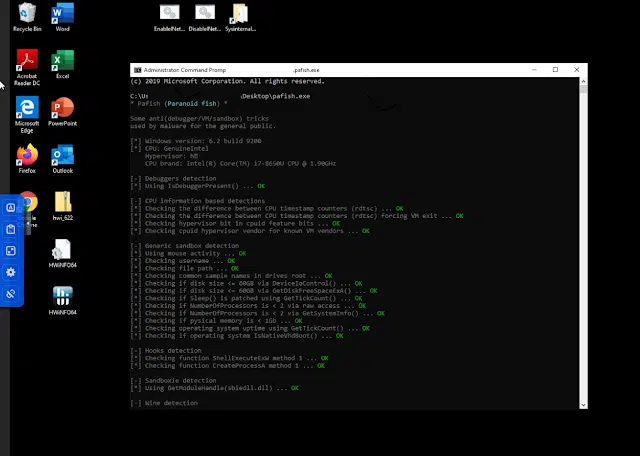 Recycle Bin
Word
EnableNet...
DisableNet...
Sysinternal...
Acrobat
Reader DC
Excel
Microsoft
Edge
PowerPoint
Firefox
Outlook
Google
Chrome
hwi_622
HWiNFO64
HWiNFO64
Administrator: Command Promp .pafish.exe
(c) 2019 Microsoft Corporation. All rights reserved.
C:\Us \Desktop\pafish.exe
* Pafish (Paranoid fish) *
Some anti(debugger/VM/sandbox) tricks
used by malware for the general public.
[*] Windows version: 6.2 build 9200
[*] CPU: GenuineIntel
Hypervisor:
CPU brand: Intel(R) Core(TM) i7-8650U CPU @ 1.90GHz
[-] Debuggers detection
[*] Using IsDebuggerPresent() ... OK
[-] CPU information based detections
[*] Checking the difference between CPU timestamp counters (rdtsc) ... OK
[*] Checking the difference between CPU timestamp counters (rdtsc) forcing VM exit ... OK
[*] Checking hypervisor bit in cpuid feature bits ... OK
[*] Checking cpuid hypervisor vendor for known VM vendors ... OK
[-] Generic sandbox detection
[*] Using mouse activity ... OK
[*] Checking username ... OK
[*] Checking file path ... OK
[*] Checking common sample names in drives root ... OK
[*] Checking if disk size <= 60GB via DeviceIoControl() ... OK
[*] Checking if disk size <= 60GB via GetDiskFreeSpaceExA() ... OK
[*] Checking if Sleep() is patched using GetTickCount() ... OK
[*] Checking if NumberOfProcessors is < 2 via raw access ... OK
[*] Checking if NumberOfProcessors is < 2 via GetSystemInfo() ... OK
[*] Checking if pysical memory is < 1Gb ... OK
[*] Checking operating system uptime using GetTickCount() ... OK
[*] Checking if operating system IsNativeVhdBoot() ... OK
[-] Hooks detection
[*] Checking function ShellExecuteExW method 1 ... OK
[*] Checking function CreateProcessA method 1 ... OK
[-] Sandboxie detection
[*] Using GetModuleHandle(sbiedll.dll) ... OK
[-] Wine detection